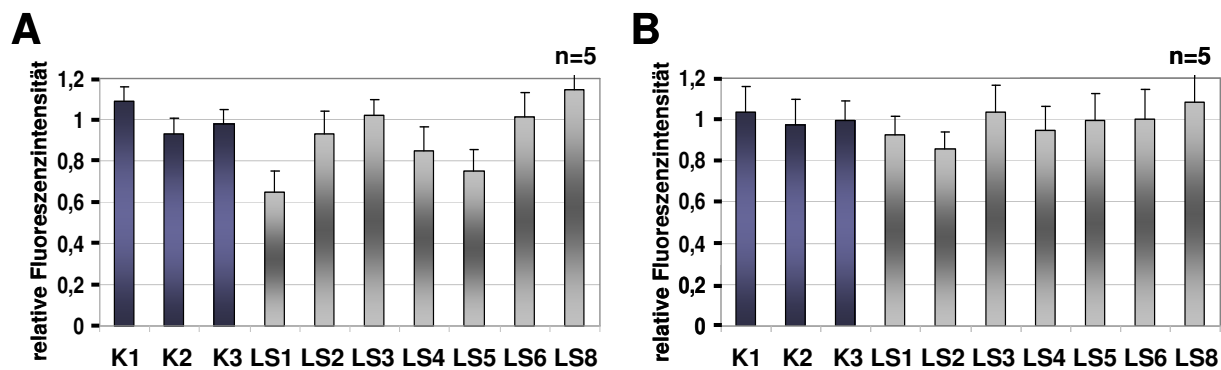 A
n=5
relative Fluoreszenzintensität
1,2
1
0,8
0,6
0,4
0,2
0
K1 K2 K3 LS1 LS2 LS3 LS4 LS5 LS6 LS8
B
n=5
relative Fluoreszenzintensität
1,2
1
0,8
0,6
0,4
0,2
0
K1 K2 K3 LS1 LS2 LS3 LS4 LS5 LS6 LS8